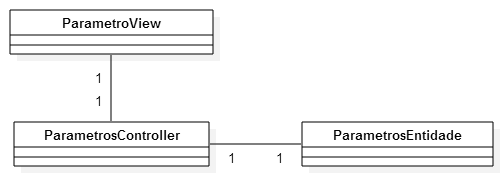 ParametroView
1
1
ParametrosController
ParametrosEntidade
1 1